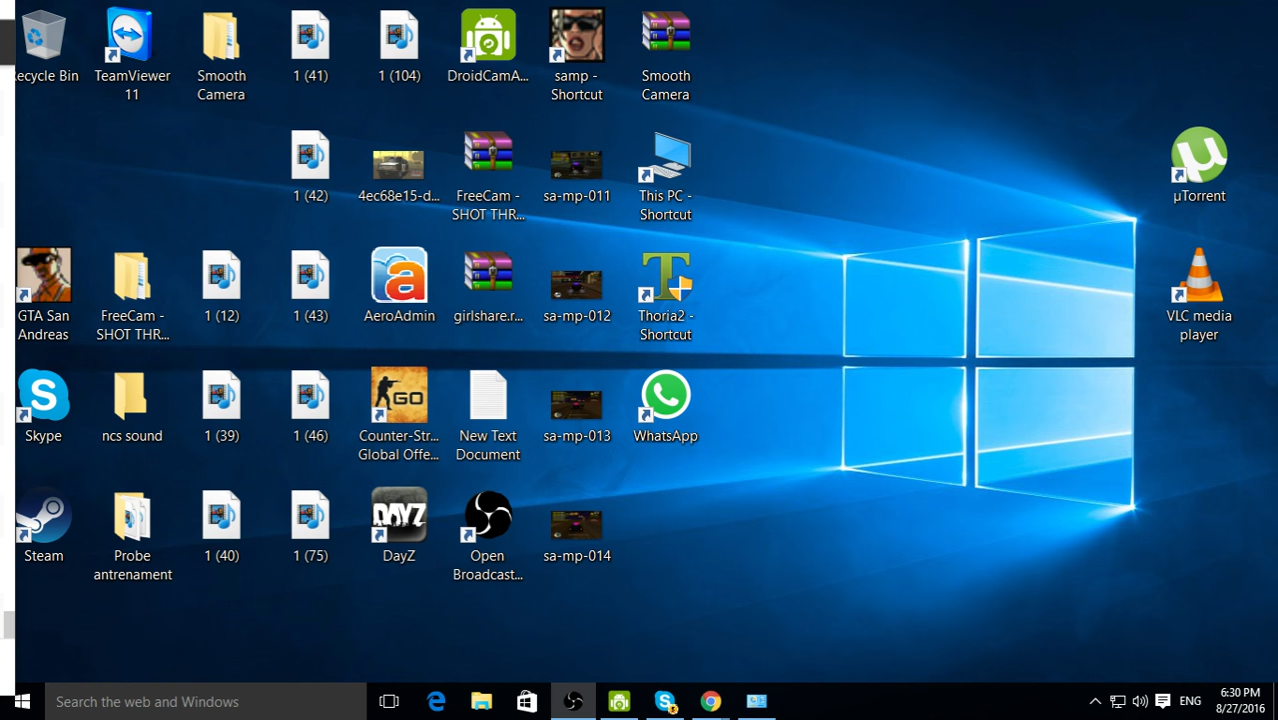 ecycle Bin
TeamViewer
11
Smooth
Camera
1 (41)
1 (104)
DroidCamA...
samp -
Shortcut
Smooth
Camera
1 (42)
4ec68e15-d...
FreeCam -
SHOT THR...
sa-mp-011
This PC -
Shortcut
µ
µTorrent
GTA San
Andreas
FreeCam -
SHOT THR...
1 (12)
1 (43)
a
AeroAdmin
girlshare.r...
sa-mp-012
T
Thoria2 -
Shortcut
VLC media
player
S
Skype
ncs sound
1 (39)
1 (46)
GO
Counter-Str...
Global Offe...
New Text
Document
sa-mp-013
WhatsApp
Steam
Probe
antrenament
1 (40)
1 (75)
DAYZ
DayZ
Open
Broadcast...
sa-mp-014
Search the web and Windows
ENG
6:30 PM
8/27/2016